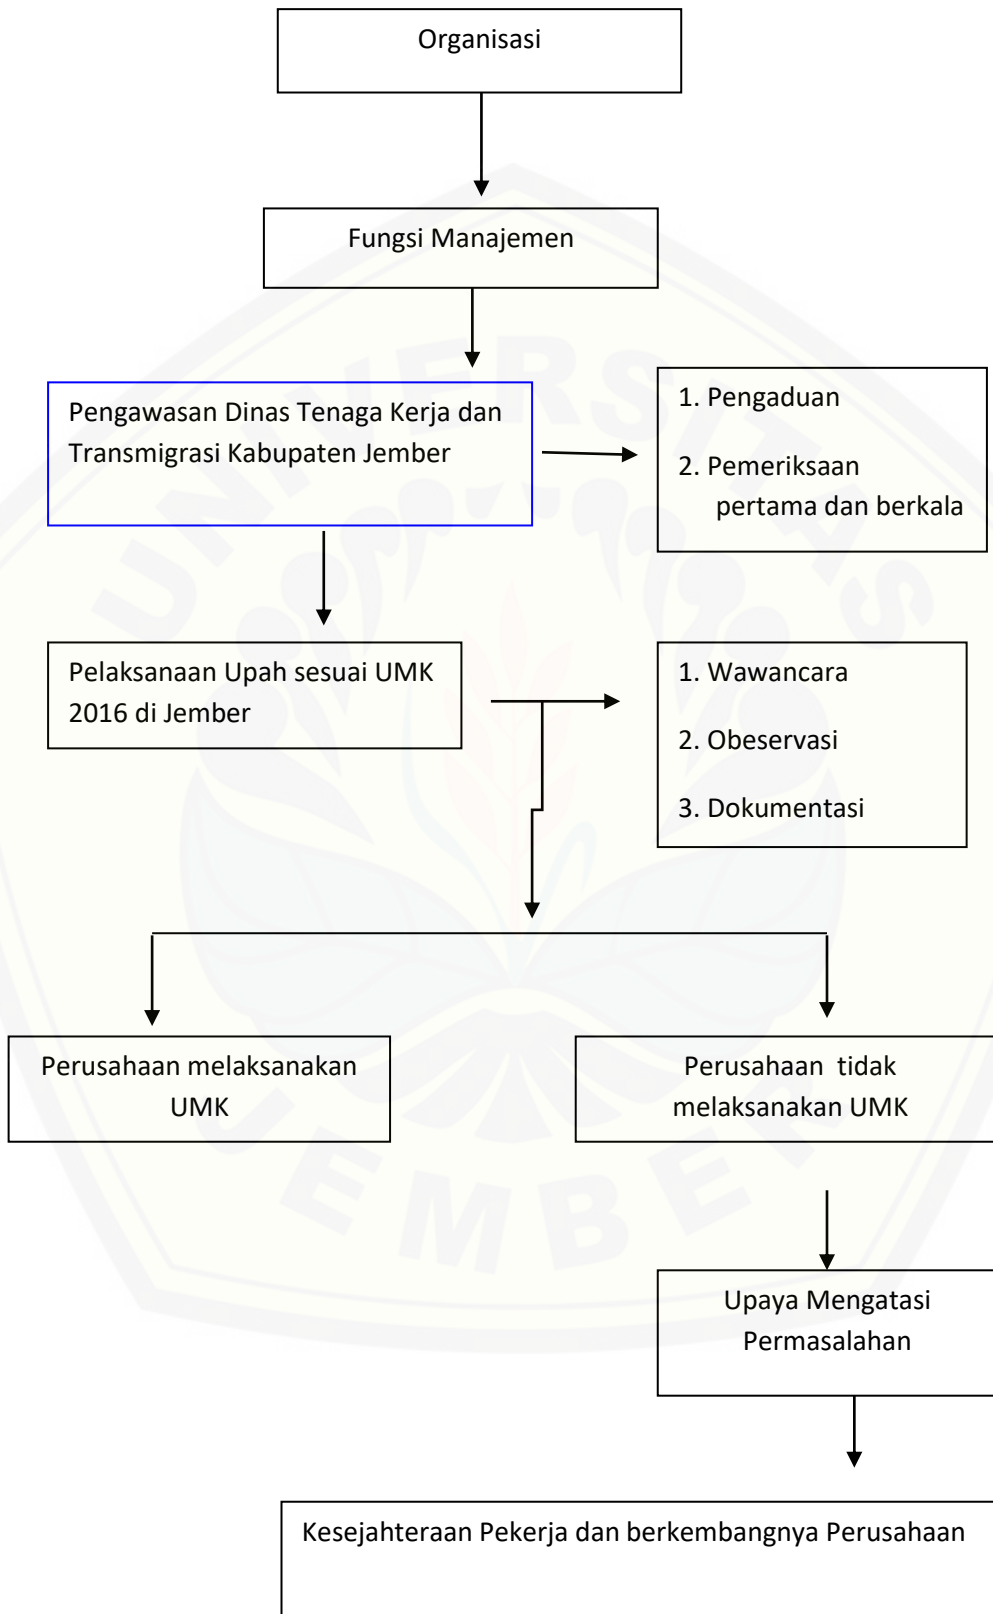 Organisasi
Fungsi Manajemen
Pengawasan Dinas Tenaga Kerja dan
Transmigrasi Kabupaten Jember
1. Pengaduan
2. Pemeriksaan
pertama dan berkala
Pelaksanaan Upah sesuai UMK
2016 di Jember
1. Wawancara
2. Obeservasi
3. Dokumentasi
Perusahaan melaksanakan
UMK
Perusahaan tidak
melaksanakan UMK
Upaya Mengatasi
Permasalahan
Kesejahteraan Pekerja dan berkembangnya Perusahaan
UNIVERSITAS
JEMBER